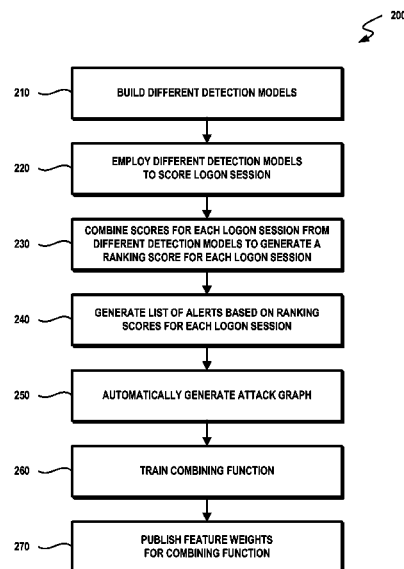 200
210
BUILD DIFFERENT DETECTION MODELS
220
EMPLOY DIFFERENT DETECTION MODELS
TO SCORE LOGON SESSION
230
COMBINE SCORES FOR EACH LOGON SESSION FROM
DIFFERENT DETECTION MODELS TO GENERATE A
RANKING SCORE FOR EACH LOGON SESSION
240
GENERATE LIST OF ALERTS BASED ON RANKING
SCORES FOR EACH LOGON SESSION
250
AUTOMATICALLY GENERATE ATTACK GRAPH
260
TRAIN COMBINING FUNCTION
270
PUBLISH FEATURE WEIGHTS
FOR COMBINING FUNCTION